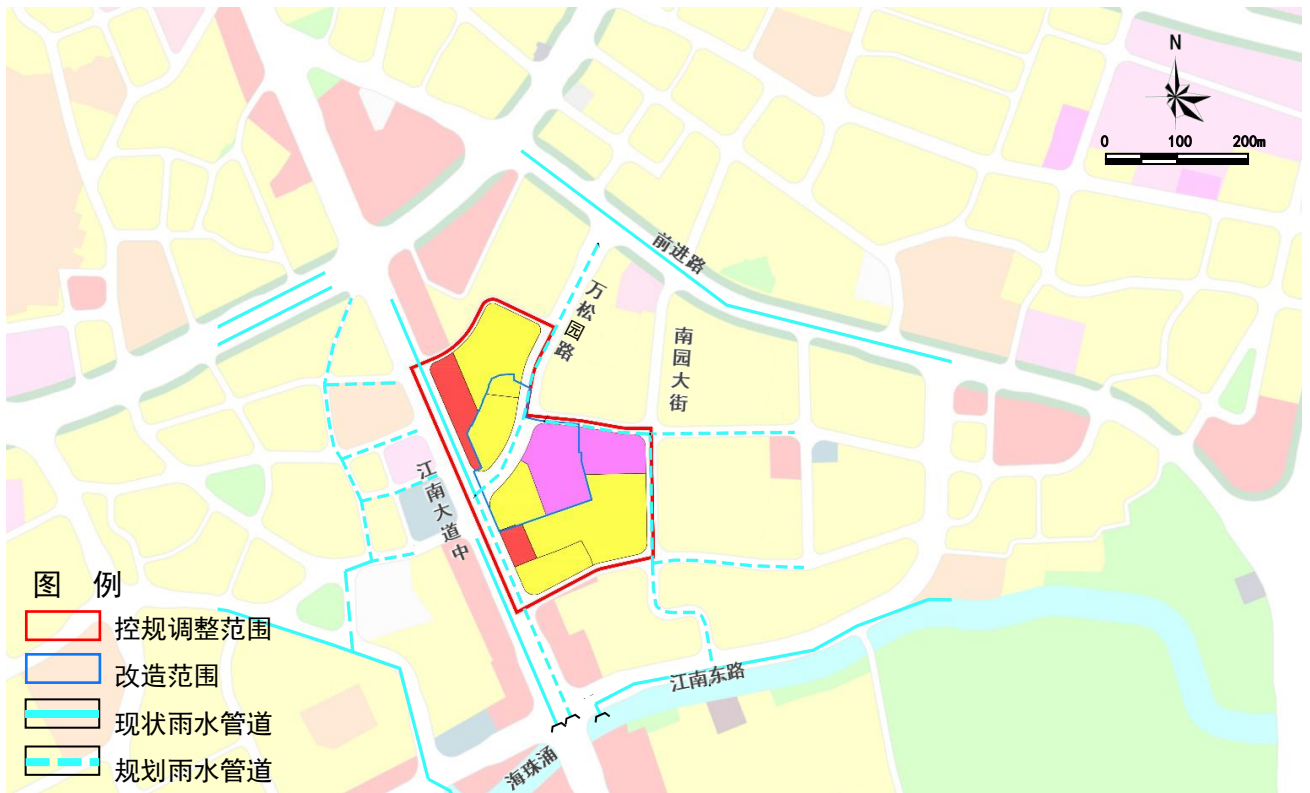 N
0 100 200m
前进路
万松园路
南园大街
江南大道中
江南东路
海珠涌
图 例
控规调整范围
改造范围
现状雨水管道
规划雨水管道